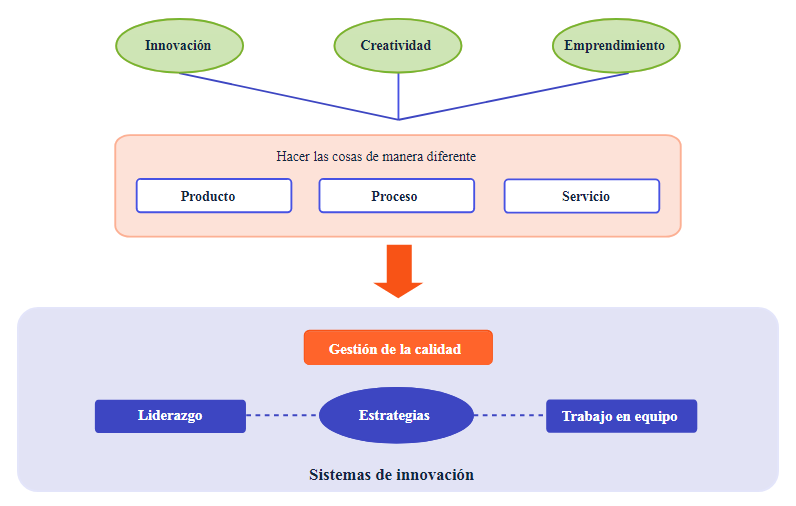 Innovación
Creatividad
Emprendimiento
Hacer las cosas de manera diferente
Producto
Proceso
Servicio
Gestión de la calidad
Liderazgo
Estrategias
Trabajo en equipo
Sistemas de innovación